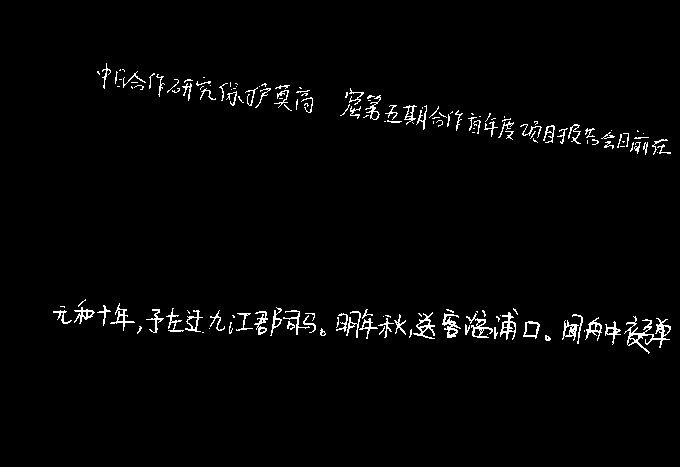 中日合作研究保护莫高 窟第五期合作首年度项目报告会日前在
元和十年,予左迁九江郡司马。明年秋,送客湓浦口。闻舟中夜弹